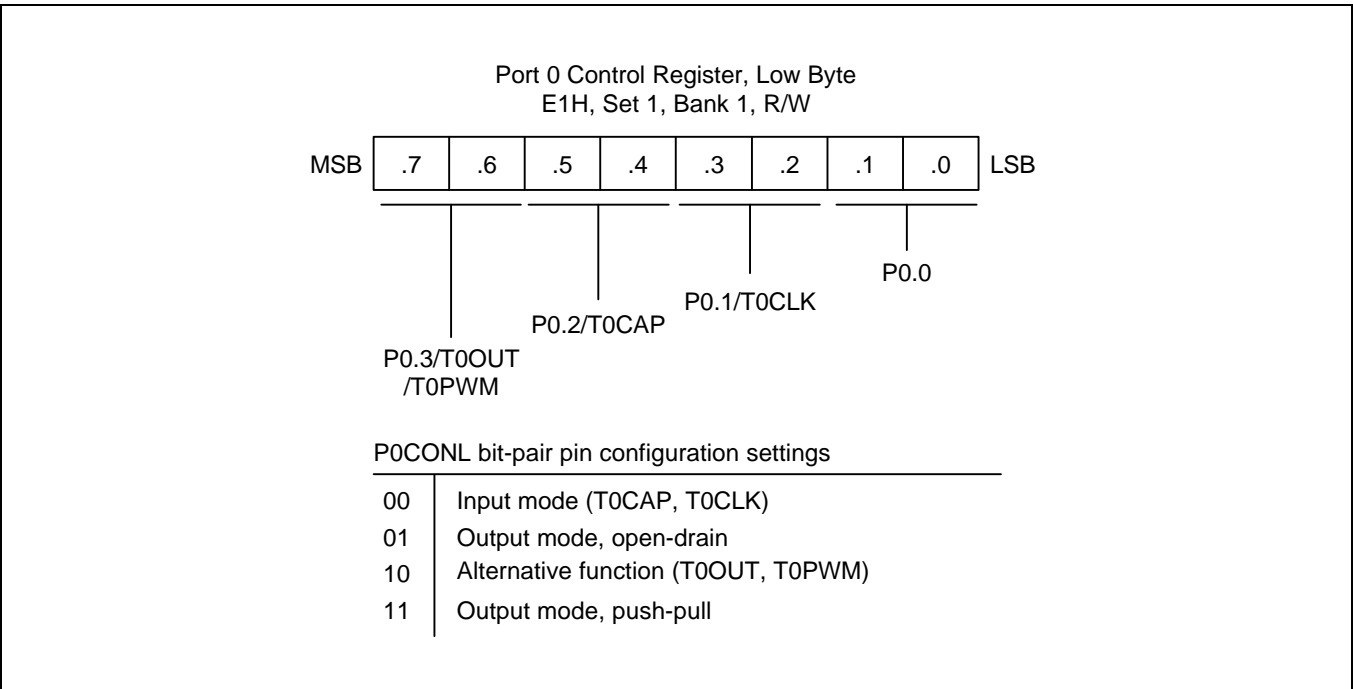 Port 0 Control Register, Low Byte
E1H, Set 1, Bank 1, R/W
MSB .7 .6 .5 .4 .3 .2 .1 .0 LSB
P0.0
P0.1/T0CLK
P0.2/T0CAP
P0.3/T0OUT
/T0PWM
P0CONL bit-pair pin configuration settings
00 Input mode (T0CAP, T0CLK)
01 Output mode, open-drain
10 Alternative function (T0OUT, T0PWM)
11 Output mode, push-pull